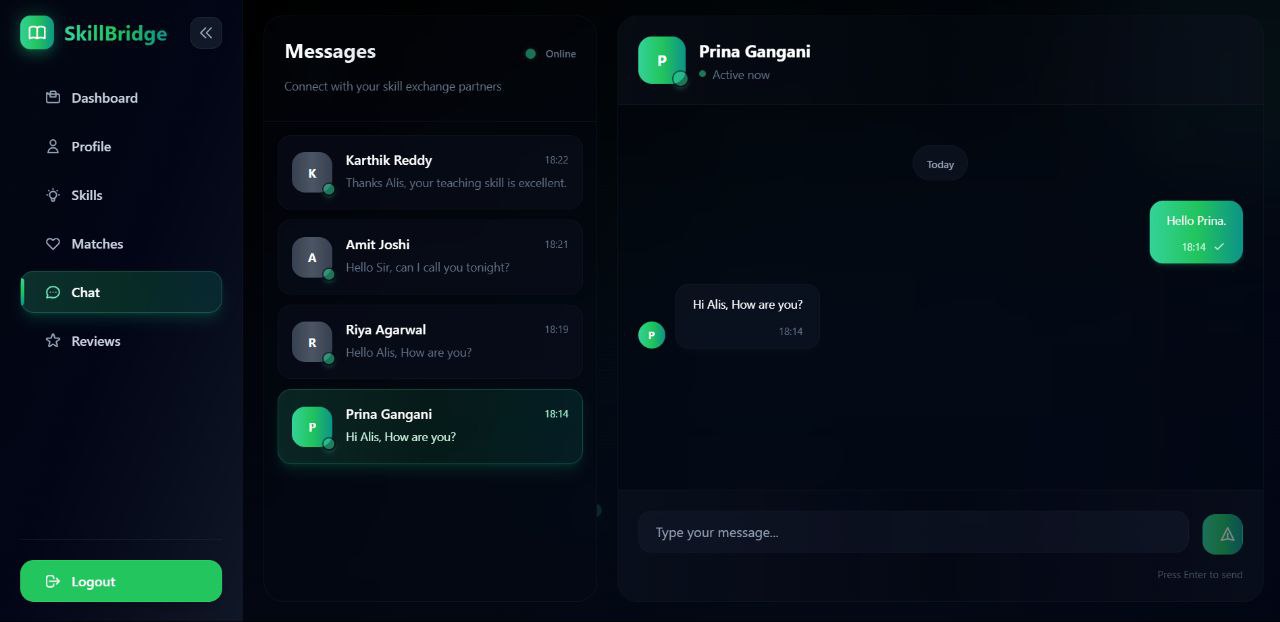 SkillBridge
Dashboard
Profile
Skills
Matches
Chat
Reviews
Logout
Messages
Online
Connect with your skill exchange partners
K
Karthik Reddy
18:22
Thanks Alis, your teaching skill is excellent.
A
Amit Joshi
18:21
Hello Sir, can I call you tonight?
R
Riya Agarwal
18:19
Hello Alis, How are you?
P
Prina Gangani
18:14
Hi Alis, How are you?
P
Prina Gangani
Active now
Today
Hello Prina.
18:14
Hi Alis, How are you?
18:14
P
Type your message...
Press Enter to send